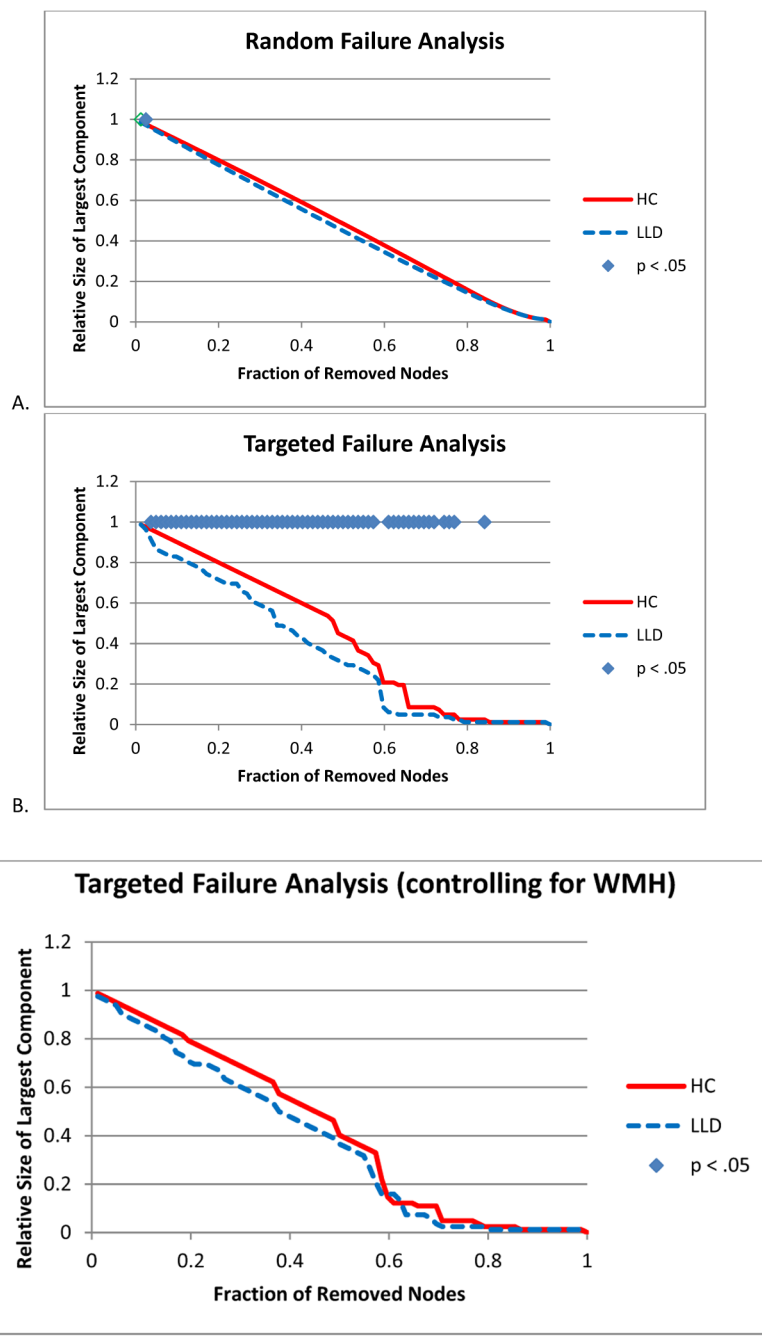 Random Failure Analysis
Relative Size of Largest Component
1.2
1
0.8
0.6
0.4
0.2
0
0 0.2 0.4 0.6 0.8 1
Fraction of Removed Nodes
HC
LLD
p < .05
A.
Targeted Failure Analysis
Relative Size of Largest Component
1.2
1
0.8
0.6
0.4
0.2
0
0 0.2 0.4 0.6 0.8 1
Fraction of Removed Nodes
HC
LLD
p < .05
B.
Targeted Failure Analysis (controlling for WMH)
Relative Size of Largest Component
1.2
1
0.8
0.6
0.4
0.2
0
0 0.2 0.4 0.6 0.8 1
Fraction of Removed Nodes
HC
LLD
p < .05